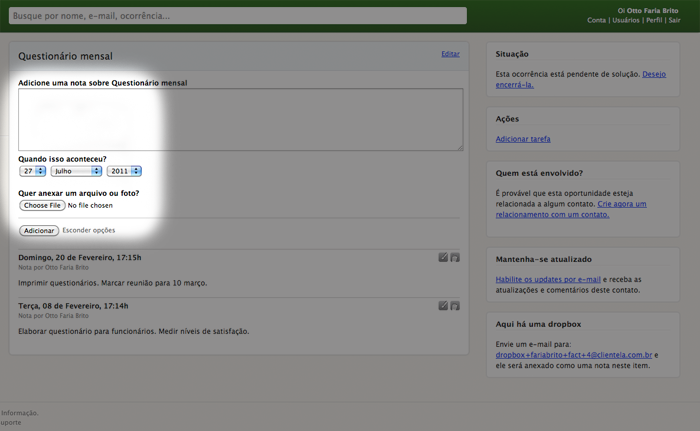 Busque por nome, e-mail, ocorrência...
Oi Otto Faria Brito
Conta | Usuários | Perfil | Sair
Questionário mensal
Editar
Adicione uma nota sobre Questionário mensal
Quando isso aconteceu?
27 Julho 2011
Quer anexar um arquivo ou foto?
Choose File No file chosen
Adicionar Esconder opções
Domingo, 20 de Fevereiro, 17:15h
Nota por Otto Faria Brito
Imprimir questionários. Marcar reunião para 10 março.
Terça, 08 de Fevereiro, 17:14h
Nota por Otto Faria Brito
Elaborar questionário para funcionários. Medir níveis de satisfação.
Situação
Esta ocorrência está pendente de solução. Desejo
encerrá-la.
Ações
Adicionar tarefa
Quem está envolvido?
É provável que esta oportunidade esteja
relacionada a algum contato. Crie agora um
relacionamento com um contato.
Mantenha-se atualizado
Habilite os updates por e-mail e receba as
atualizações e comentários deste contato.
Aqui há uma dropbox
Envie um e-mail para:
dropbox+fariabrito+fact+4@clientela.com.br e
ele será anexado como uma nota neste item.
Informação.
uporte